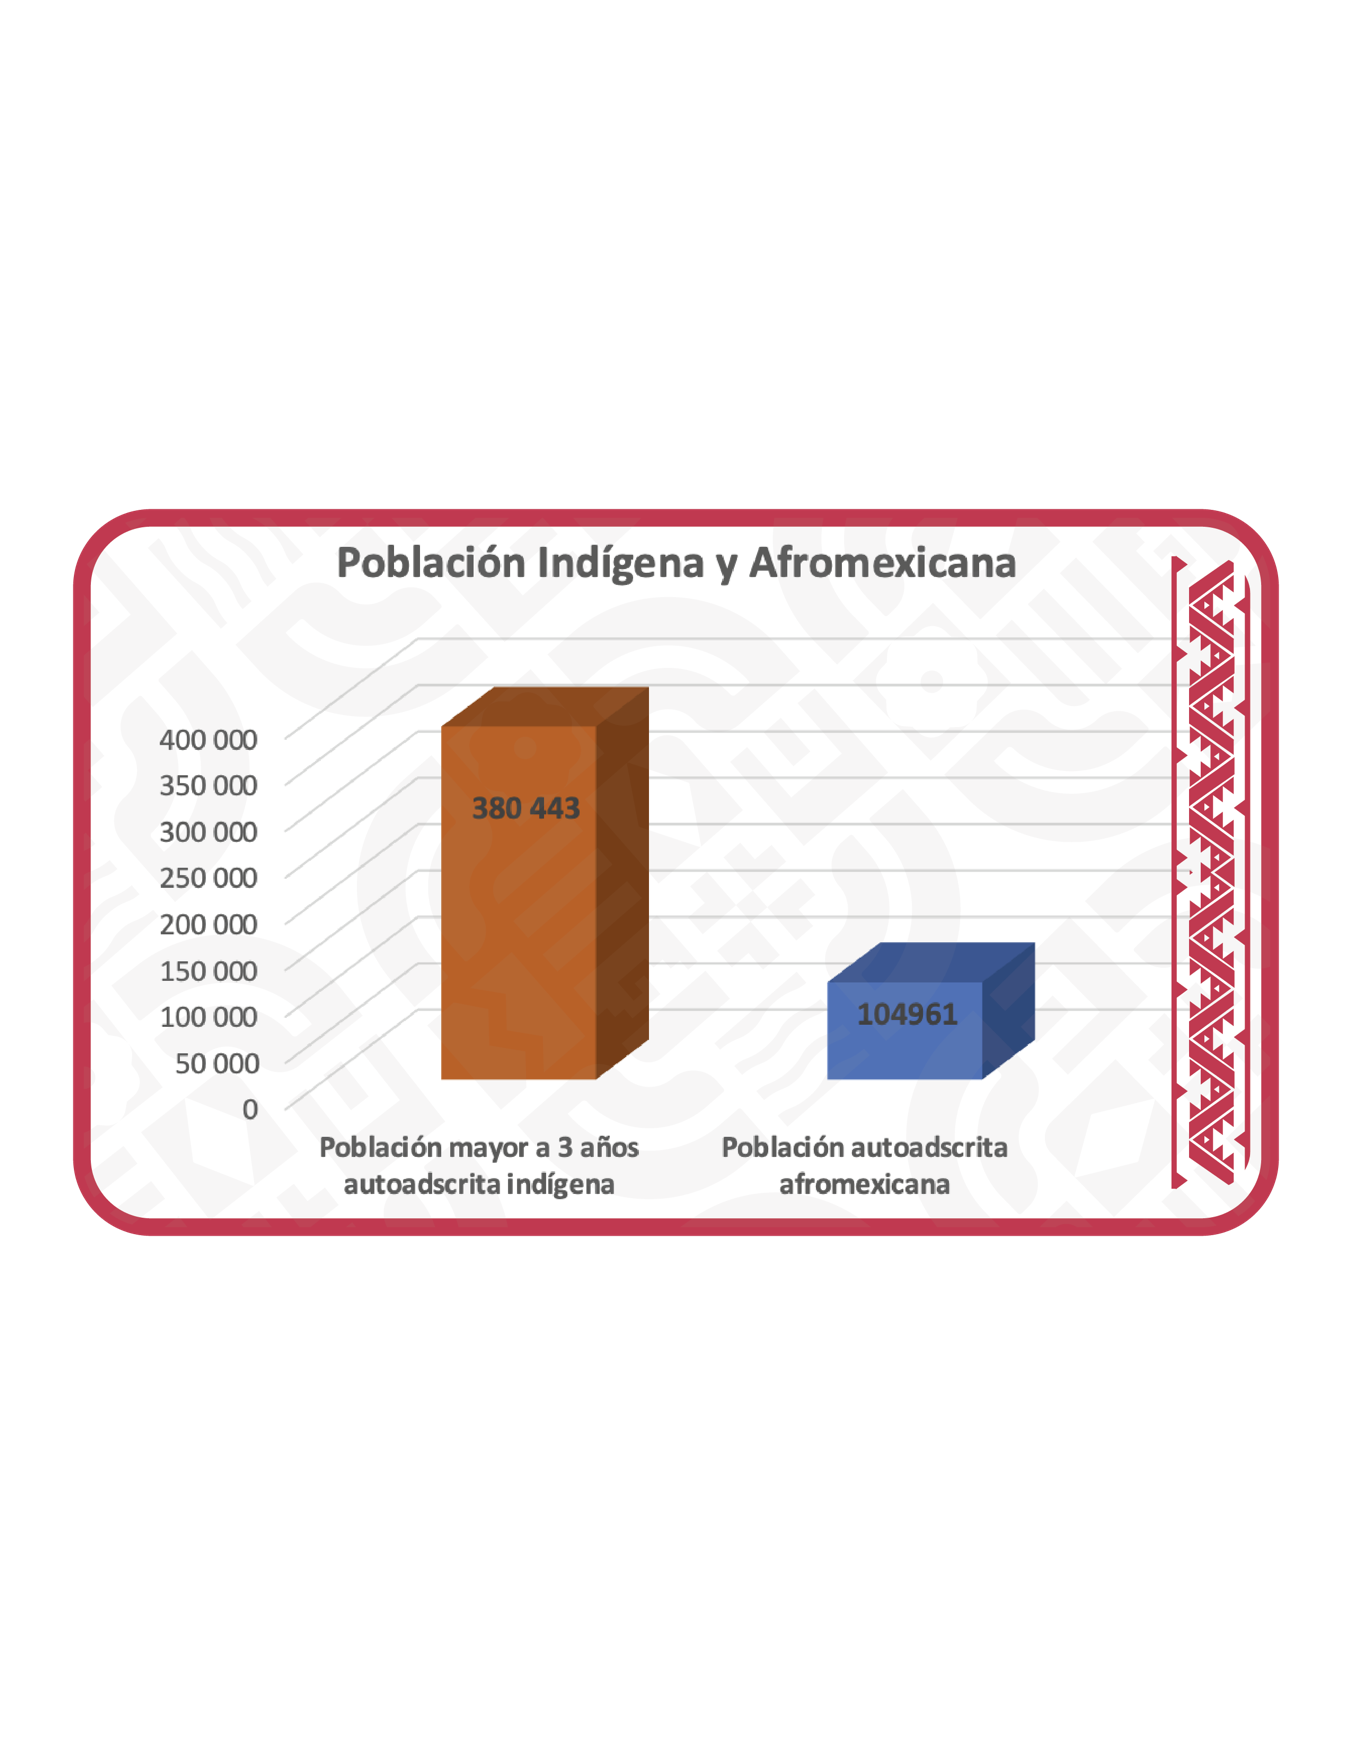 Población Indígena y Afromexicana
400 000
350 000
300 000
250 000
200 000
150 000
100 000
50 000
0
380 443
104961
Población mayor a 3 años
autoadscrita indígena
Población autoadscrita
afromexicana